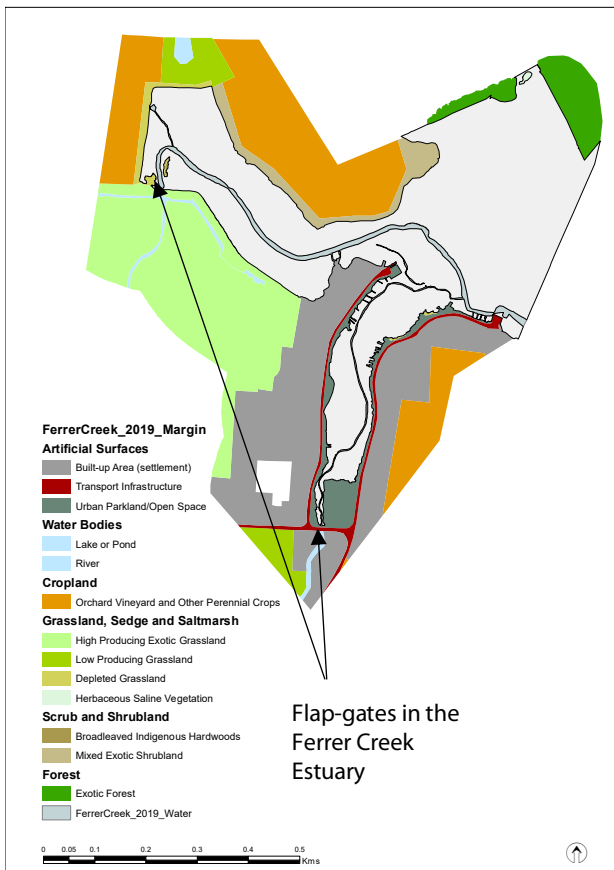 FerrerCreek_2019_Margin
Artificial Surfaces
Built-up Area (settlement)
Transport Infrastructure
Urban Parkland/Open Space
Water Bodies
Lake or Pond
River
Cropland
Orchard Vineyard and Other Perennial Crops
Grassland, Sedge and Saltmarsh
High Producing Exotic Grassland
Low Producing Grassland
Depleted Grassland
Herbaceous Saline Vegetation
Scrub and Shrubland
Broadleaved Indigenous Hardwoods
Mixed Exotic Shrubland
Forest
Exotic Forest
FerrerCreek_2019_Water
Flap-gates in the
Ferrer Creek
Estuary
0 0.05 0.1 0.2 0.3 0.4 0.5
Kms